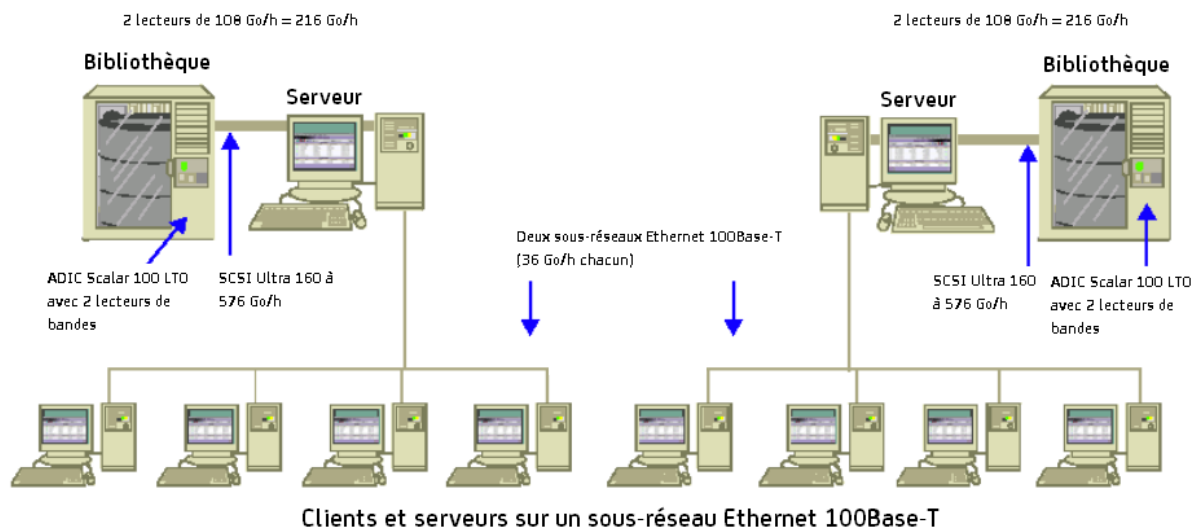 2 lecteurs de 108 Go/h = 216 Go/h
2 lecteurs de 108 Go/h = 216 Go/h
Bibliothèque
Serveur
Serveur
Bibliothèque
ADIC Scalar 100 LTO
avec 2 lecteurs de
bandes
SCSI Ultra 160 à
576 Go/h
Deux sous-réseaux Ethernet 100Base-T
(36 Go/h chacun)
SCSI Ultra 160
à 576 Go/h
ADIC Scalar 100 LTO
avec 2 lecteurs de
bandes
Clients et serveurs sur un sous-réseau Ethernet 100Base-T